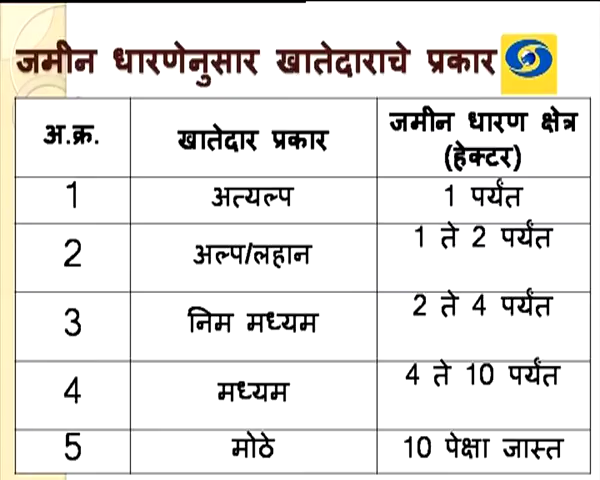 जमीन धारणेनुसार खातेदाराचे प्रकार
अ.क्र. खातेदार प्रकार जमीन धारण क्षेत्र (हेक्टर)
1 अत्यल्प 1 पर्यंत
2 अल्प/लहान 1 ते 2 पर्यंत
3 निम मध्यम 2 ते 4 पर्यंत
4 मध्यम 4 ते 10 पर्यंत
5 मोठे 10 पेक्षा जास्त